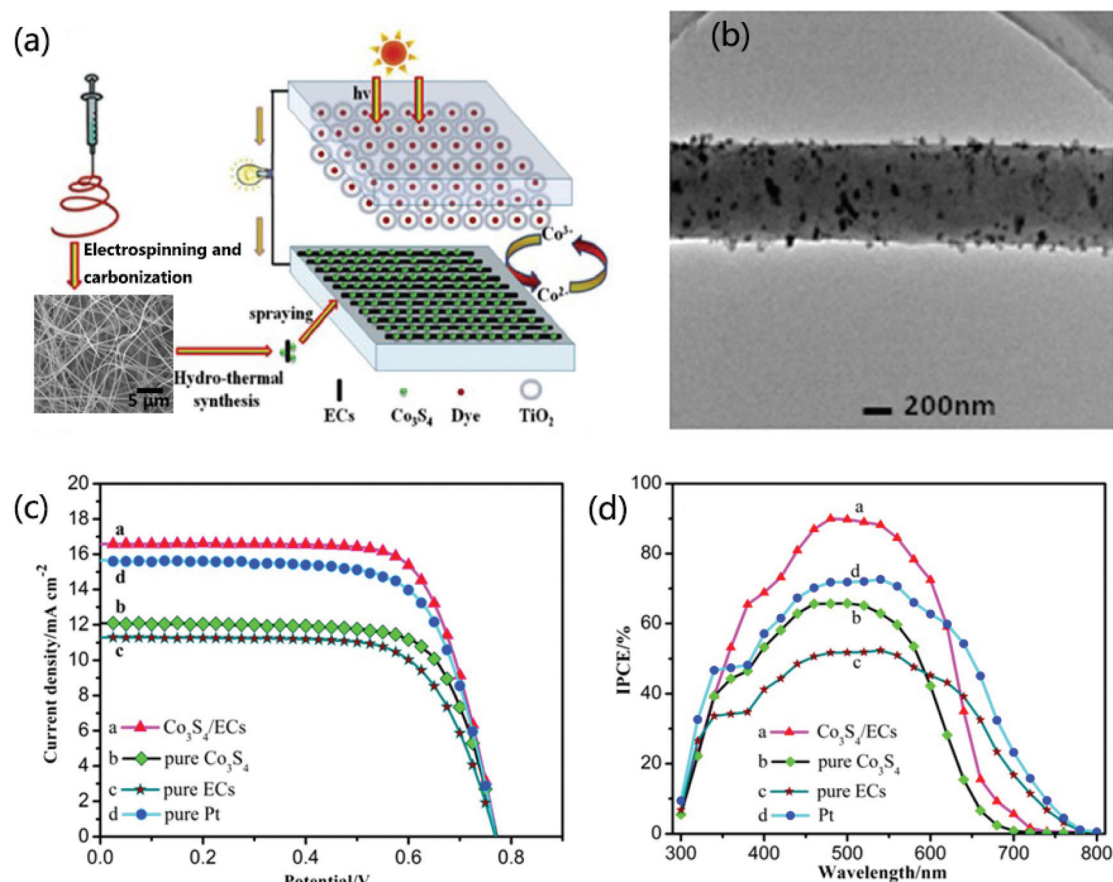 (a)
hv
Electrospinning and
carbonization
Co³⁻
Co²⁻
spraying
5 μm
Hydro-thermal
synthesis
ECs
Co₃S₄
Dye
TiO₂
(b)
200nm
(c)
Current density/mA cm⁻²
20
18
16
14
12
10
8
6
4
2
0
a
d
b
c
a Co₃S₄/ECs
b pure Co₃S₄
c pure ECs
d pure Pt
0.0 0.2 0.4 0.6 0.8
Potential/V
(d)
IPCE/%
100
80
60
40
20
0
a
d
b
c
a Co₃S₄/ECs
b pure Co₃S₄
c pure ECs
d Pt
300 400 500 600 700 800
Wavelength/nm